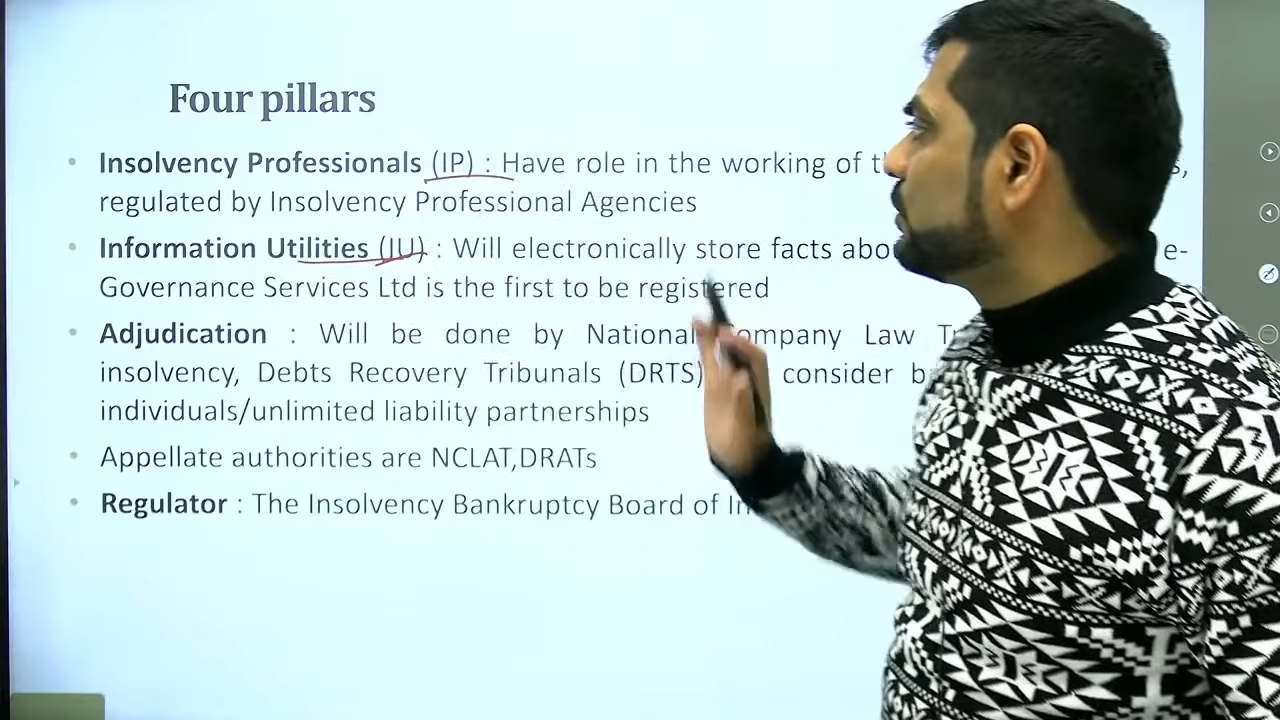 Four pillars
• Insolvency Professionals (IP) : Have role in the working of
regulated by Insolvency Professional Agencies
• Information Utilities (IU) : Will electronically store facts e-
Governance Services Ltd is the first to be registered
• Adjudication : Will be done by National Company Law
insolvency, Debts Recovery Tribunals (DRTS) consider
individuals/unlimited liability partnerships
• Appellate authorities are NCLAT,DRATs
• Regulator : The Insolvency Bankruptcy Board of